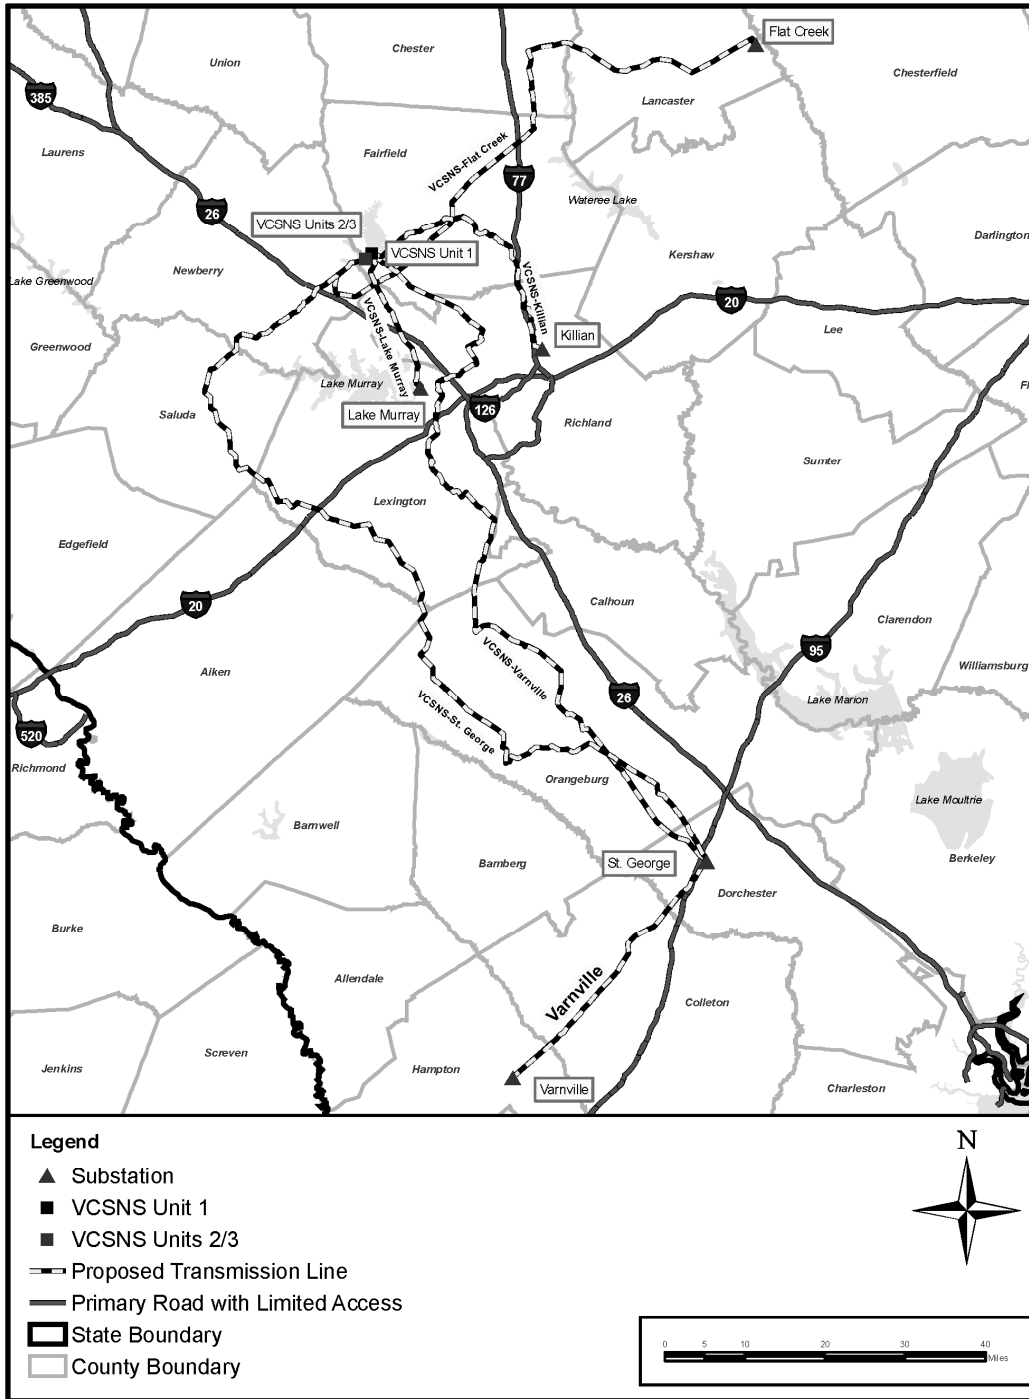 Flat Creek
Chester
Union
Chesterfield
385
Lancaster
Laurens
Fairfield
VCSNS-Flat Creek
77
26
Wateree Lake
VCSNS Units 2/3
VCSNS Unit 1
Darlington
Kershaw
Newberry
Lake Greenwood
VCSNS-Killian
20
VCSNS-Lake Murray
Killian
Lee
Greenwood
Lake Murray
Saluda
Lake Murray
126
Richland
Sumter
Lexington
Edgefield
20
Calhoun
Clarendon
95
Aiken
VCSNS-Varnville
Williamsburg
26
Lake Marion
VCSNS-St. George
520
Richmond
Orangeburg
Lake Moultrie
Barnwell
Bamberg
St. George
Berkeley
Dorchester
Burke
Allendale
Varnville
Colleton
Screven
Jenkins
Hampton
Varnville
Charleston
Legend
Substation
VCSNS Unit 1
VCSNS Units 2/3
Proposed Transmission Line
Primary Road with Limited Access
State Boundary
County Boundary
N
0 5 10 20 30 40
Miles